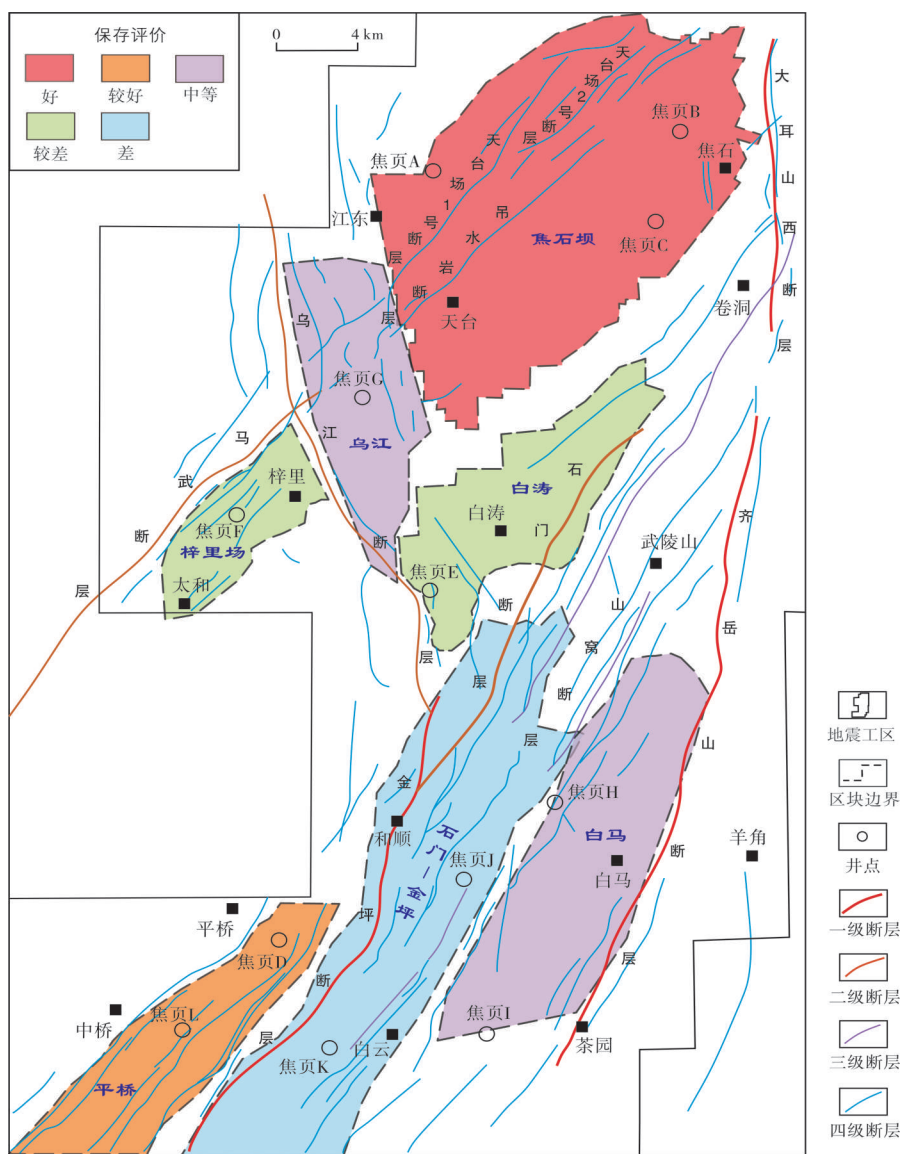 保存评价
好
较好
中等
较差
差
0
4 km
天台场2号断层
天台场1号断层
吊水岩断层
大耳山西断层
焦页A
焦页B
焦石
江东
焦页C
焦石坝
卷洞
天台
乌江断层
焦页G
乌江
马武断层
梓里
焦页F
梓里场
太和
白涛
白涛
石门断层
焦页E
武陵山
山窝断层
齐岳山断层
金坪断层
和顺
石门-金坪
焦页J
焦页H
白马
白马
羊角
平桥
焦页D
中桥
焦页L
平桥
焦页K
白云
焦页I
茶园
地震工区
区块边界
井点
一级断层
二级断层
三级断层
四级断层